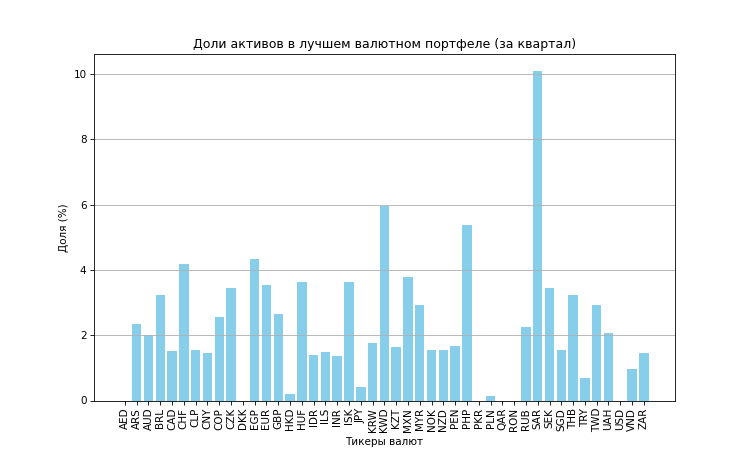 Доли активов в лучшем валютном портфеле (за квартал)
Доля (%)
10
8
6
4
2
0
AED ARS AUD BRL CAD CHF CLP CNY COP CZK DKK EGP EUR GBP HKD HUF IDR ILS INR ISK JPY KRW KWD KZT MXN MYR NOK NZD PEN PHP PKR PLN QAR RON RUB SAR SEK SGD THB TRY TWD UAH USD VND ZAR
Тикеры валют